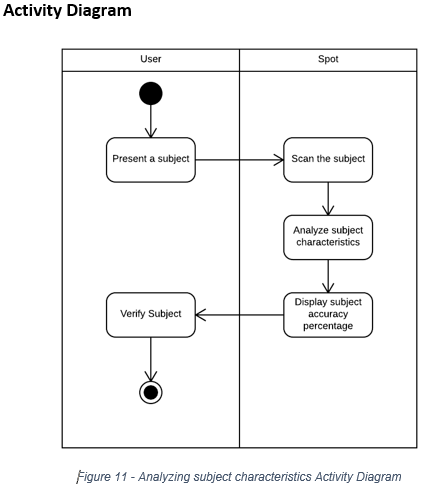 Activity Diagram
User
Spot
Present a subject
Scan the subject
Analyze subject
characteristics
Display subject
accuracy
percentage
Verify Subject
Figure 11 - Analyzing subject characteristics Activity Diagram